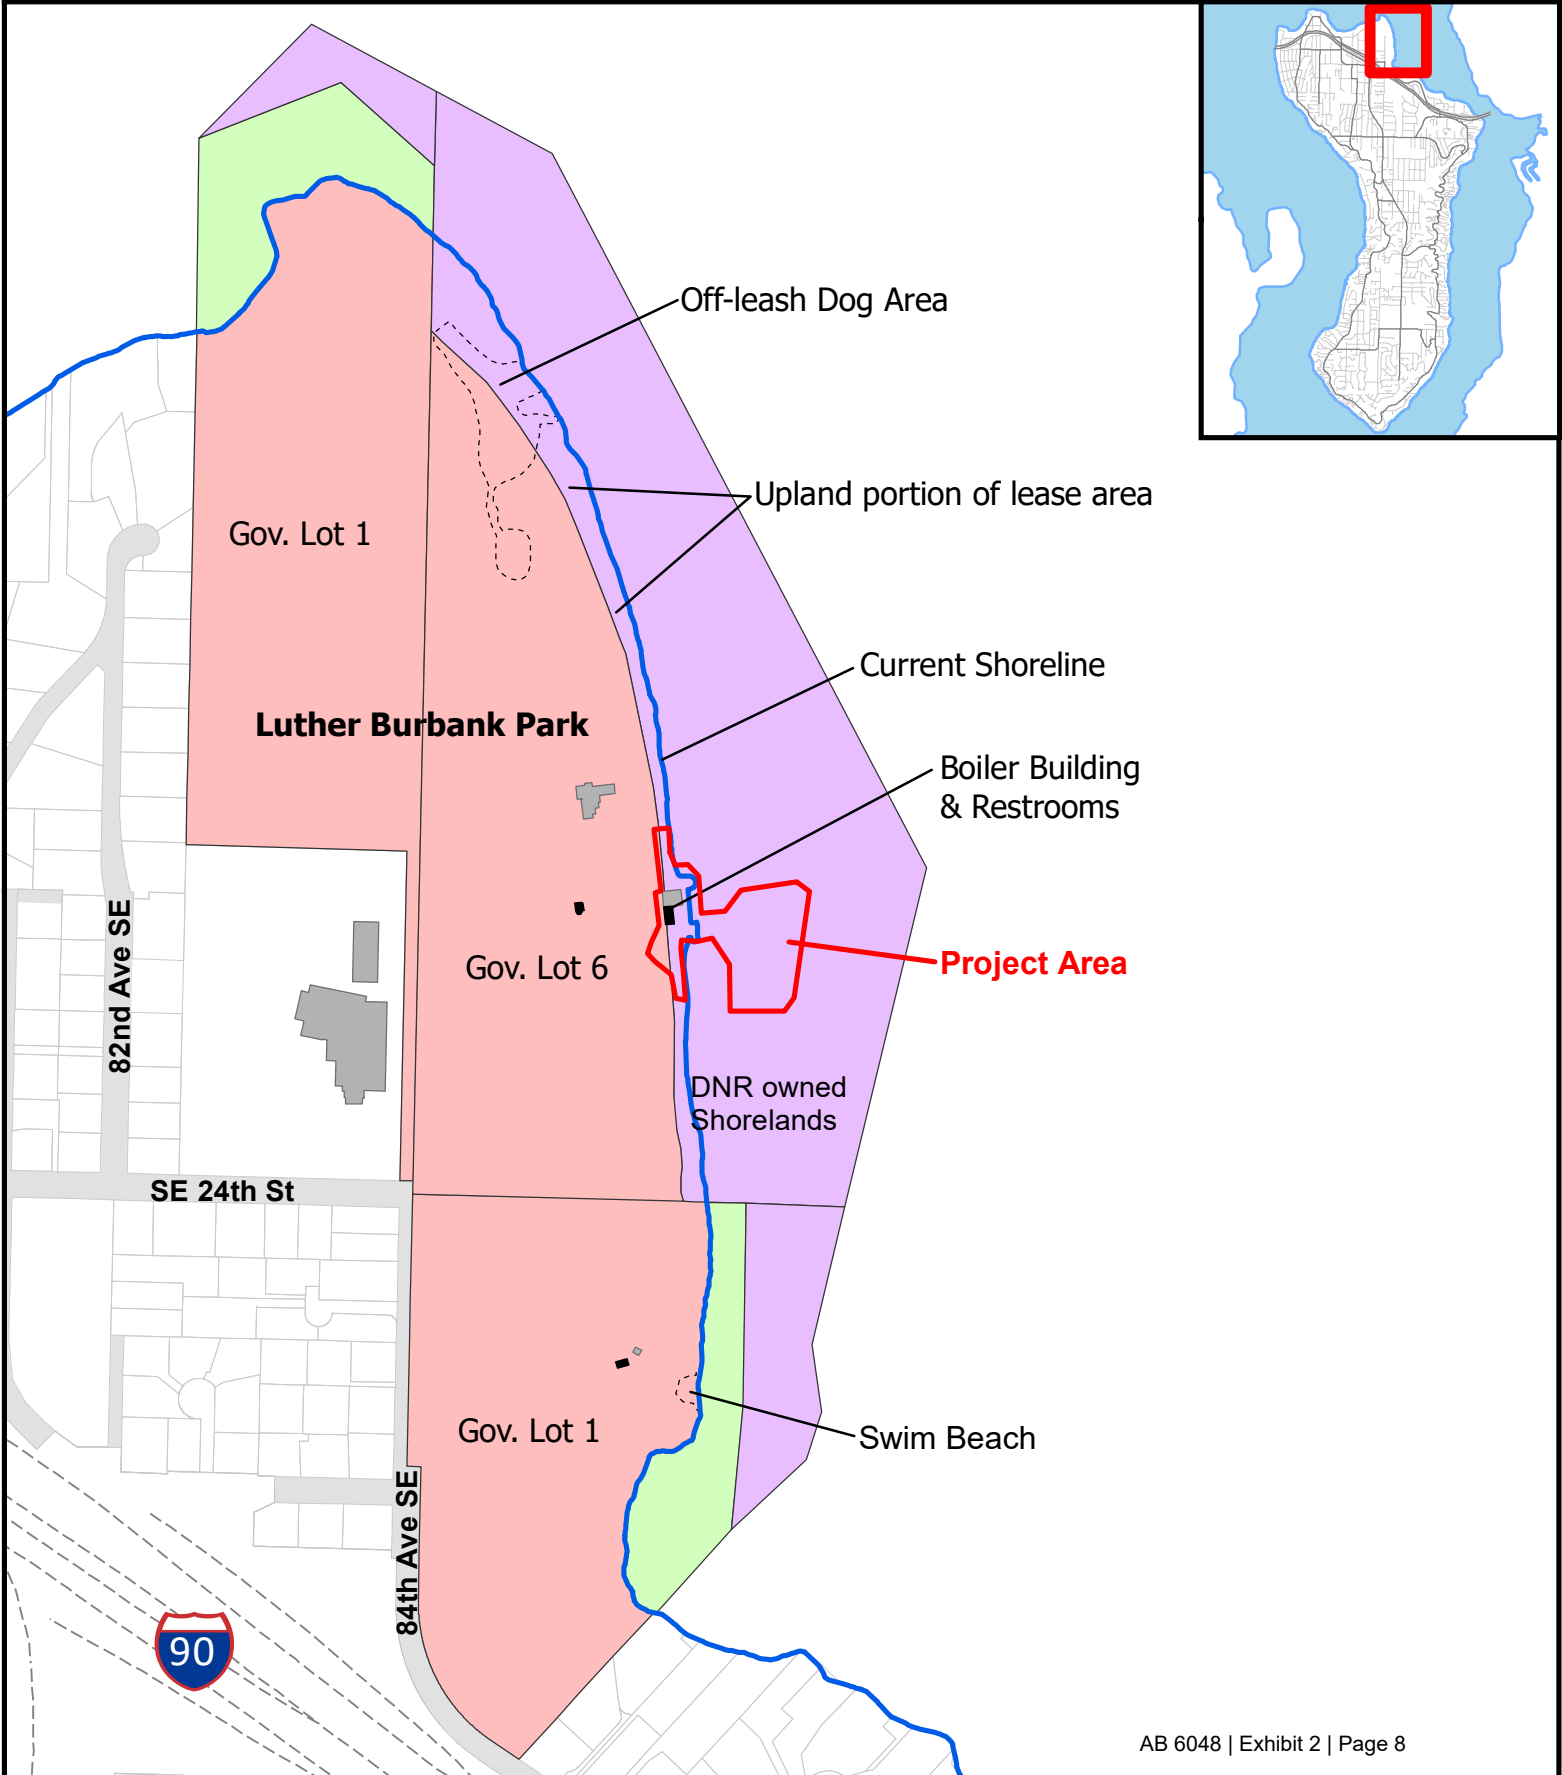 Off-leash Dog Area
Upland portion of lease area
Gov. Lot 1
Current Shoreline
Luther Burbank Park
Boiler Building
& Restrooms
82nd Ave SE
Gov. Lot 6
Project Area
DNR owned
Shorelands
SE 24th St
Gov. Lot 1
Swim Beach
84th Ave SE
90
AB 6048 | Exhibit 2 | Page 8